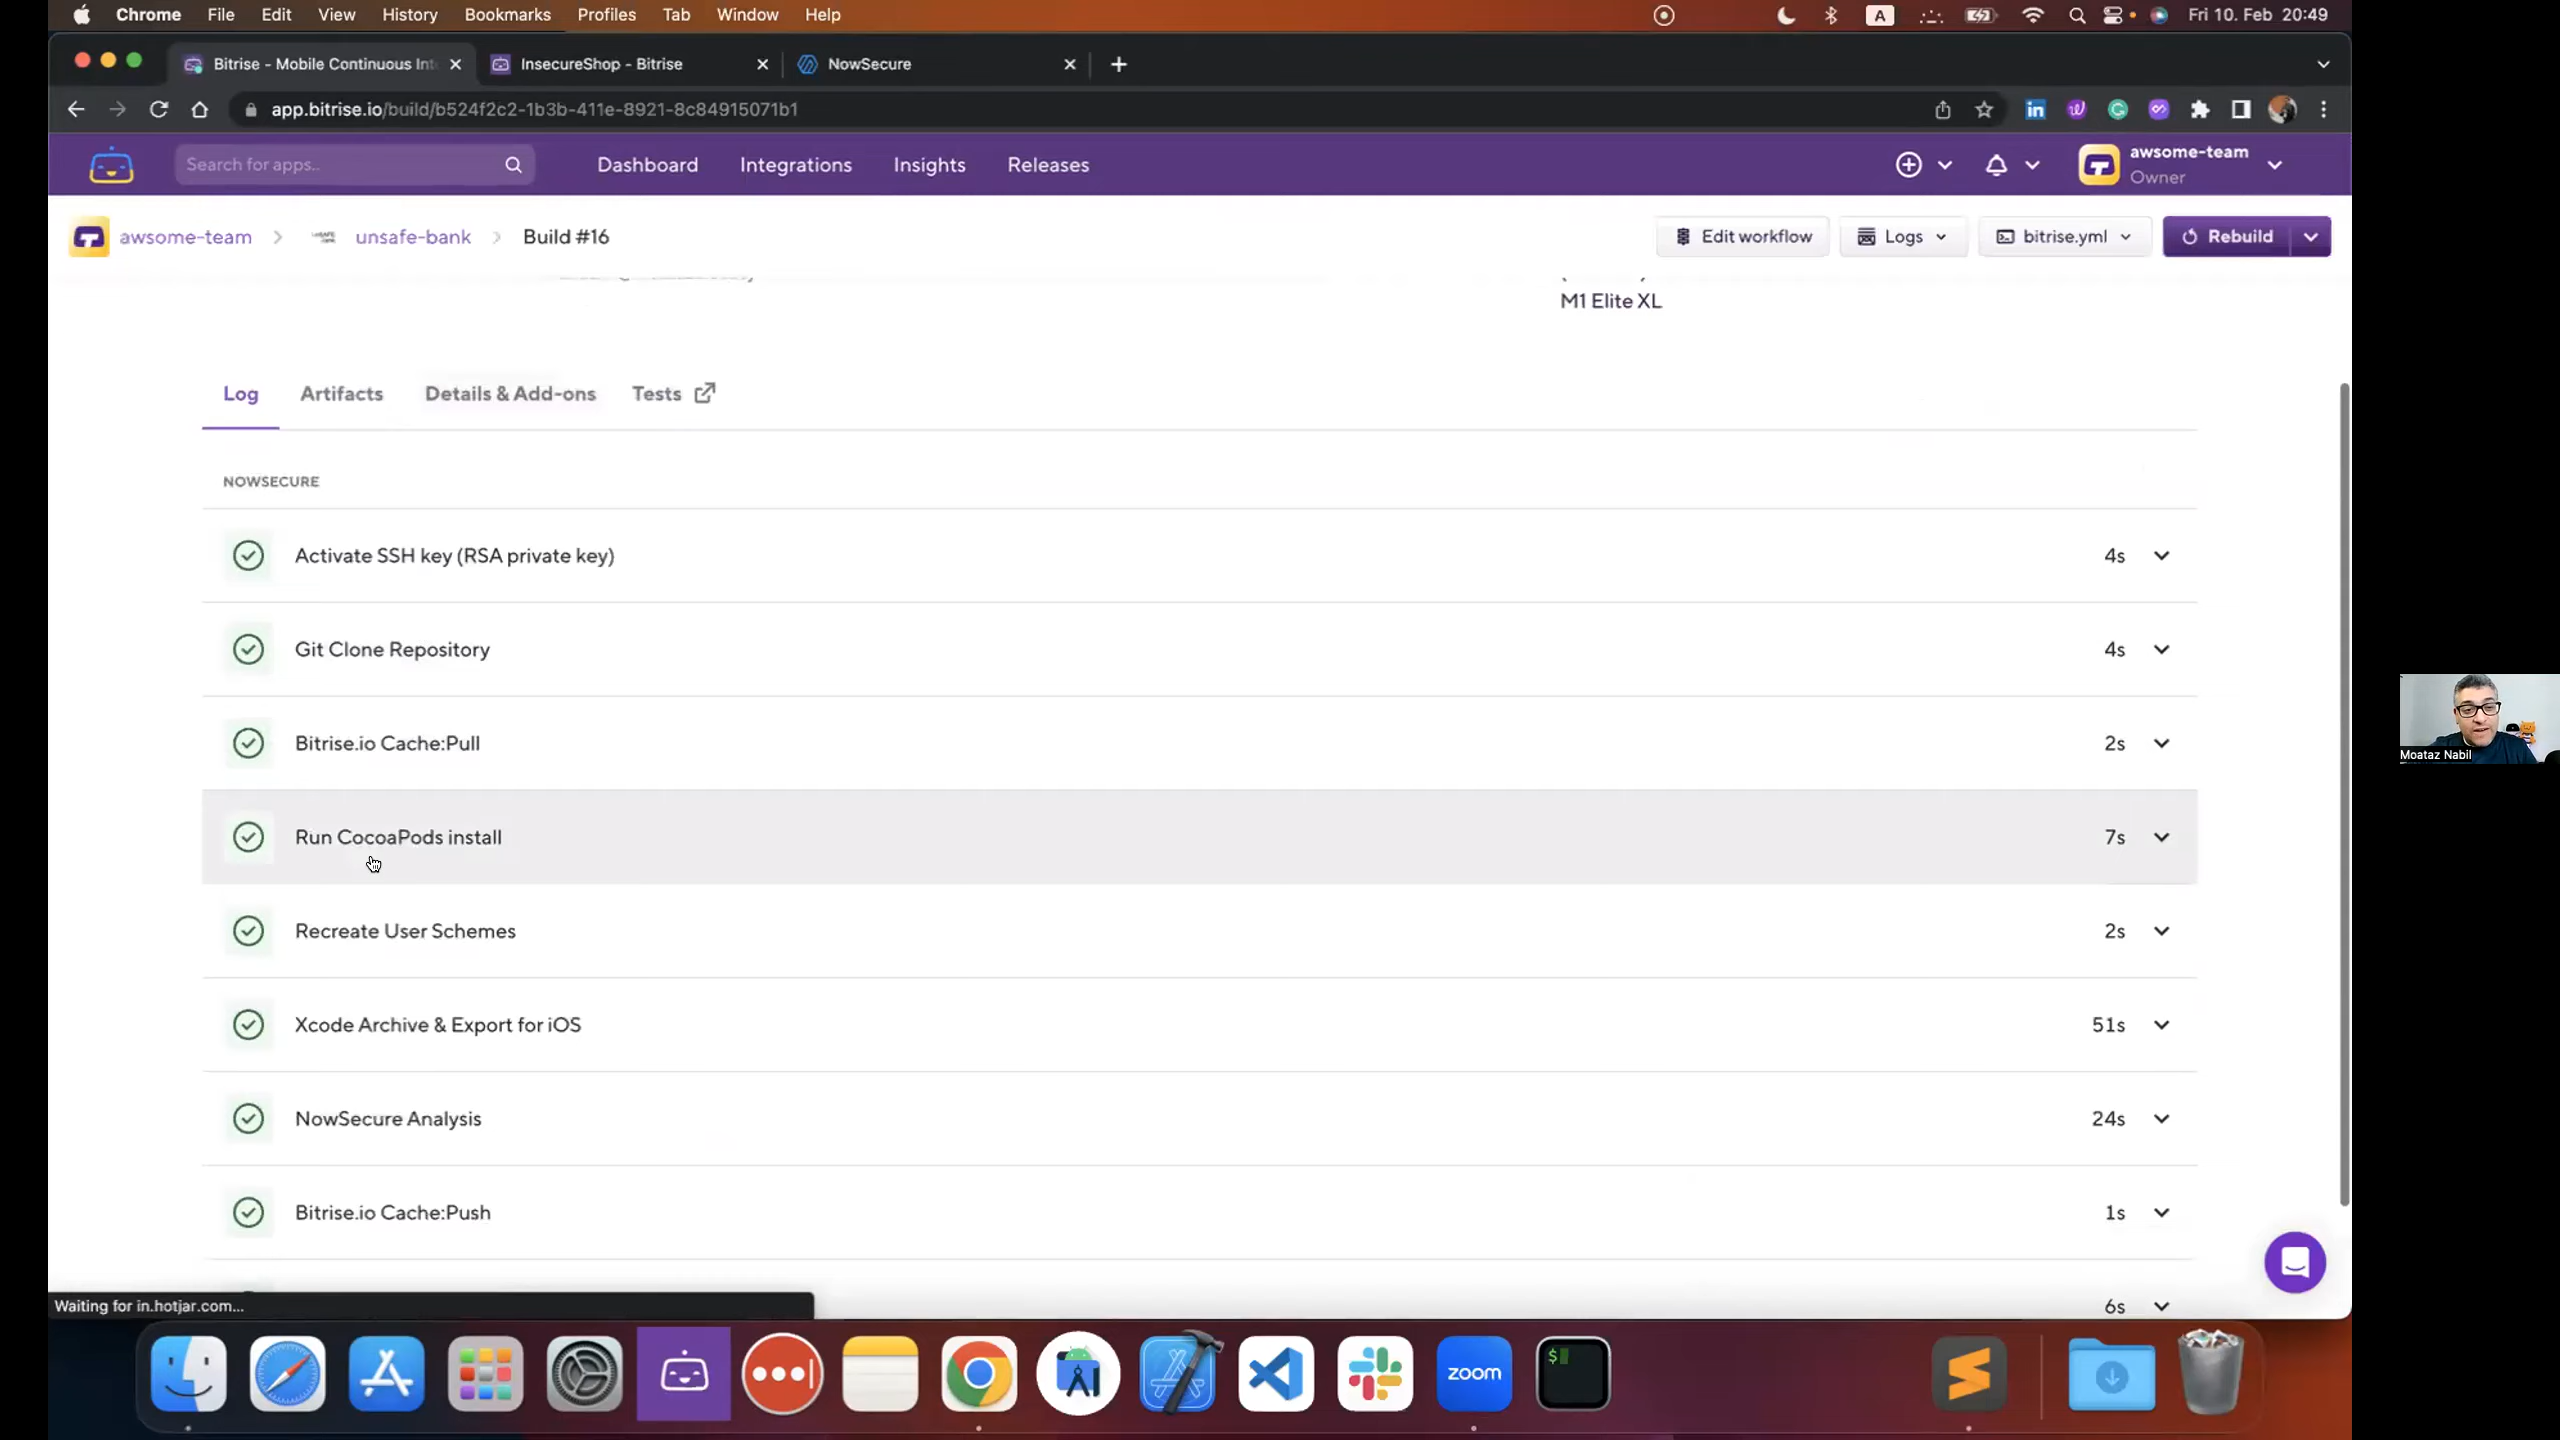 Chrome File Edit View History Bookmarks Profiles Tab Window Help A Fri 10. Feb 20:49
Bitrise - Mobile Continuous Int InsecureShop - Bitrise NowSecure
app.bitrise.io/build/b524f2c2-1b3b-411e-8921-8c84915071b1
Search for apps.. Dashboard Integrations Insights Releases awsome-team
Owner
awsome-team unsafe-bank Build #16 Edit workflow Logs bitrise.yml Rebuild
M1 Elite XL
Log Artifacts Details & Add-ons Tests
NOWSECURE
Activate SSH key (RSA private key) 4s
Git Clone Repository 4s
Bitrise.io Cache:Pull 2s
Run CocoaPods install 7s
Recreate User Schemes 2s
Xcode Archive & Export for iOS 51s
NowSecure Analysis 24s
Bitrise.io Cache:Push 1s
6s
Waiting for in.hotjar.com...
zoom $
Moataz Nabil